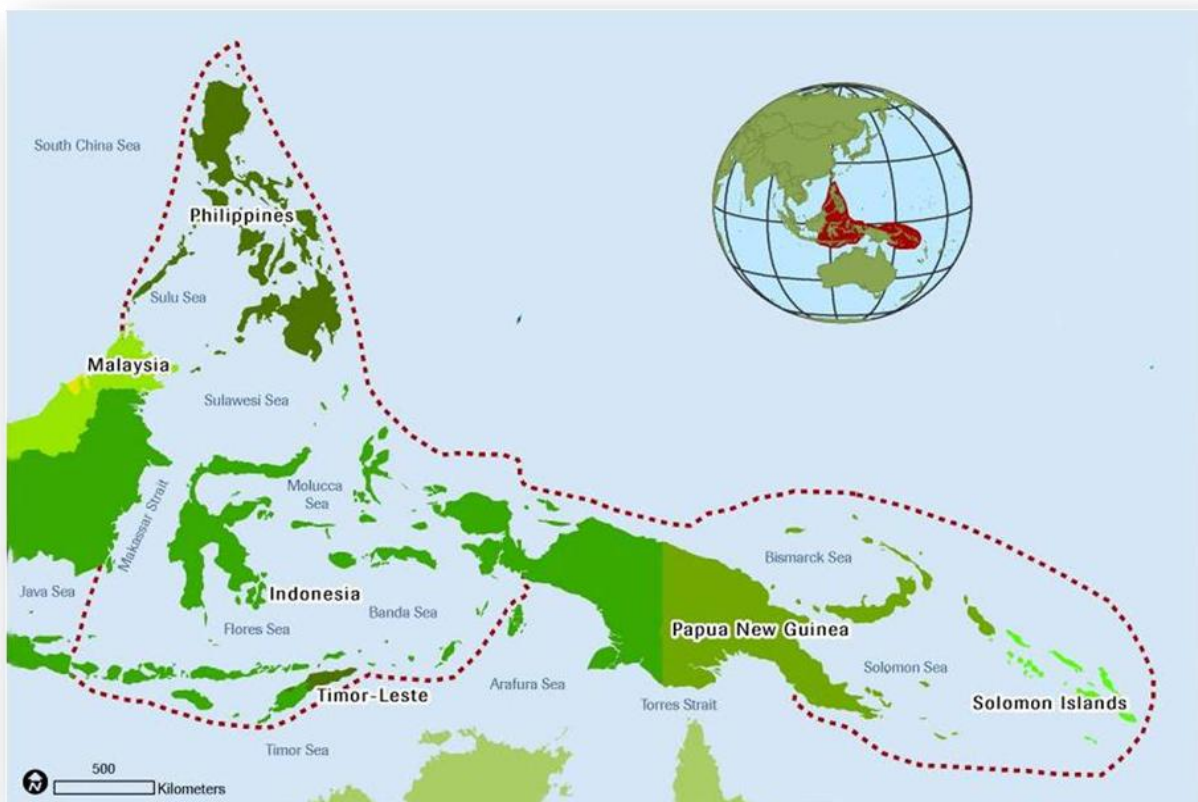 South China Sea
Philippines
Sulu Sea
Malaysia
Sulawesi Sea
Molucca
Sea
Makassar Strait
Bismarck Sea
Java Sea
Indonesia
Banda Sea
Flores Sea
Papua New Guinea
Solomon Sea
Timor-Leste
Arafura Sea
Torres Strait
Solomon Islands
Timor Sea
500
N
Kilometers